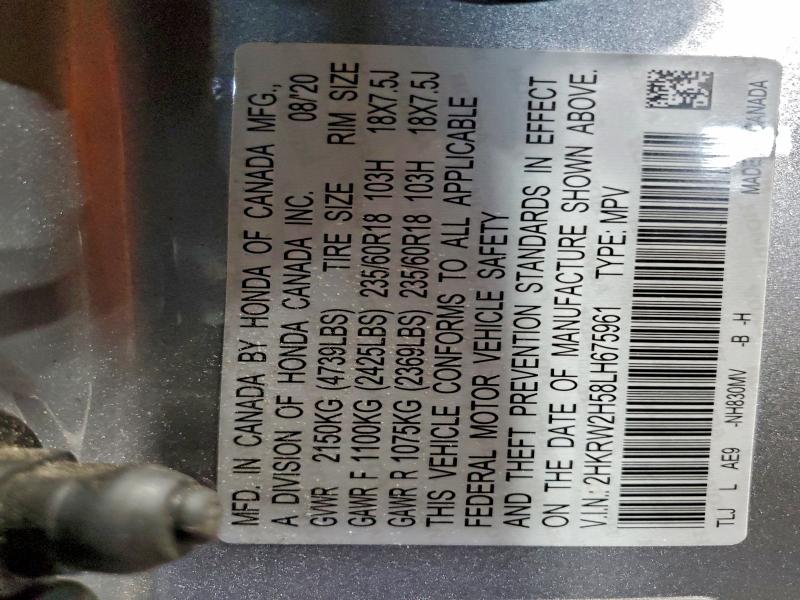 MFD. IN CANADA BY HONDA OF CANADA MFG.,
A DIVISION OF HONDA CANADA INC. 08/'20
GVWR 2150KG (4739LBS) TIRE SIZE RIM SIZE
GAWR F 1100KG (2425LBS) 235/60R18 103H 18X7.5J
GAWR R 1075KG (2369LBS) 235/60R18 103H 18X7.5J
THIS VEHICLE CONFORMS TO ALL APPLICABLE
FEDERAL MOTOR VEHICLE SAFETY
AND THEFT PREVENTION STANDARDS IN EFFECT
ON THE DATE OF MANUFACTURE SHOWN ABOVE.
V.I.N.: 2HKRW2H58LH675961 TYPE: MPV
TLJ L AE9 -NH830MV -B -H MADE CANADA